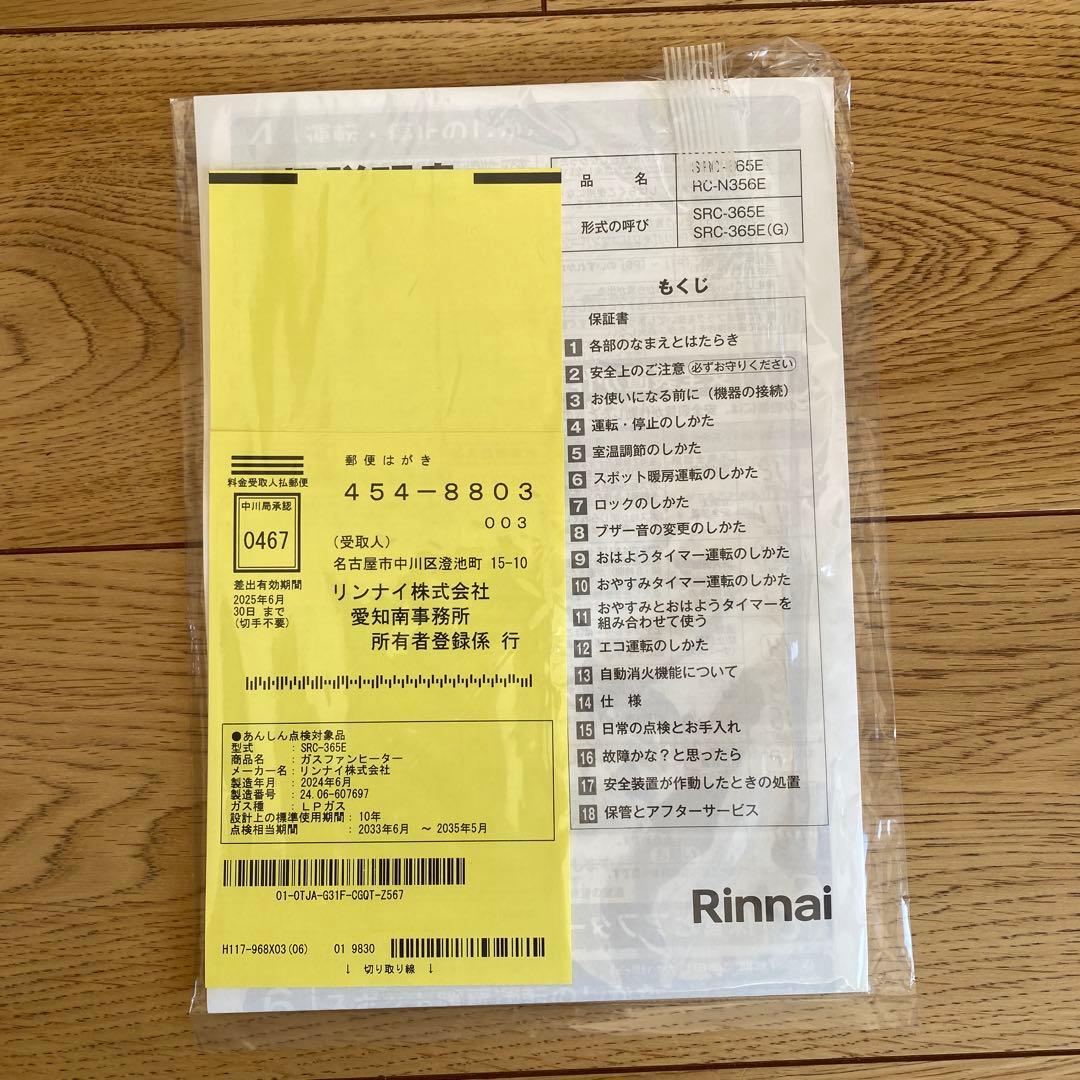 品 名
RC-N356E
形式の呼び
SRC-365E
SRC-365E(G)
もくじ
保証書
1 各部のなまえとはたらき
2 安全上のご注意 必ずお守りください
3 お使いになる前に（機器の接続）
4 運転・停止のしかた
5 室温調節のしかた
6 スポット暖房運転のしかた
7 ロックのしかた
8 ブザー音の変更のしかた
9 おはようタイマー運転のしかた
10 おやすみタイマー運転のしかた
11 おやすみとおはようタイマーを
組み合わせて使う
12 エコ運転のしかた
13 自動消火機能について
14 仕 様
15 日常の点検とお手入れ
16 故障かな？と思ったら
17 安全装置が作動したときの処置
18 保管とアフターサービス
Rinnai
郵便はがき
料金受取人払郵便
454-8803
003
中川局承認
0467
差出有効期間
2025年6月
30日 まで
(切手不要)
（受取人）
名古屋市中川区澄池町 15-10
リンナイ株式会社
愛知南事務所
所有者登録係 行
●あんしん点検対象品
型式 : SRC-365E
商品名 : ガスファンヒーター
メーカー名 : リンナイ株式会社
製造年月 : 2024年6月
製造番号 : 24.06-607697
ガス種 : LPガス
設計上の標準使用期間 : 10年
点検相当期間 : 2033年6月 ～ 2035年5月
01-0TJA-G31F-CGQT-Z567
H117-968X03(06) 01 9830
↓ 切り取り線 ↓